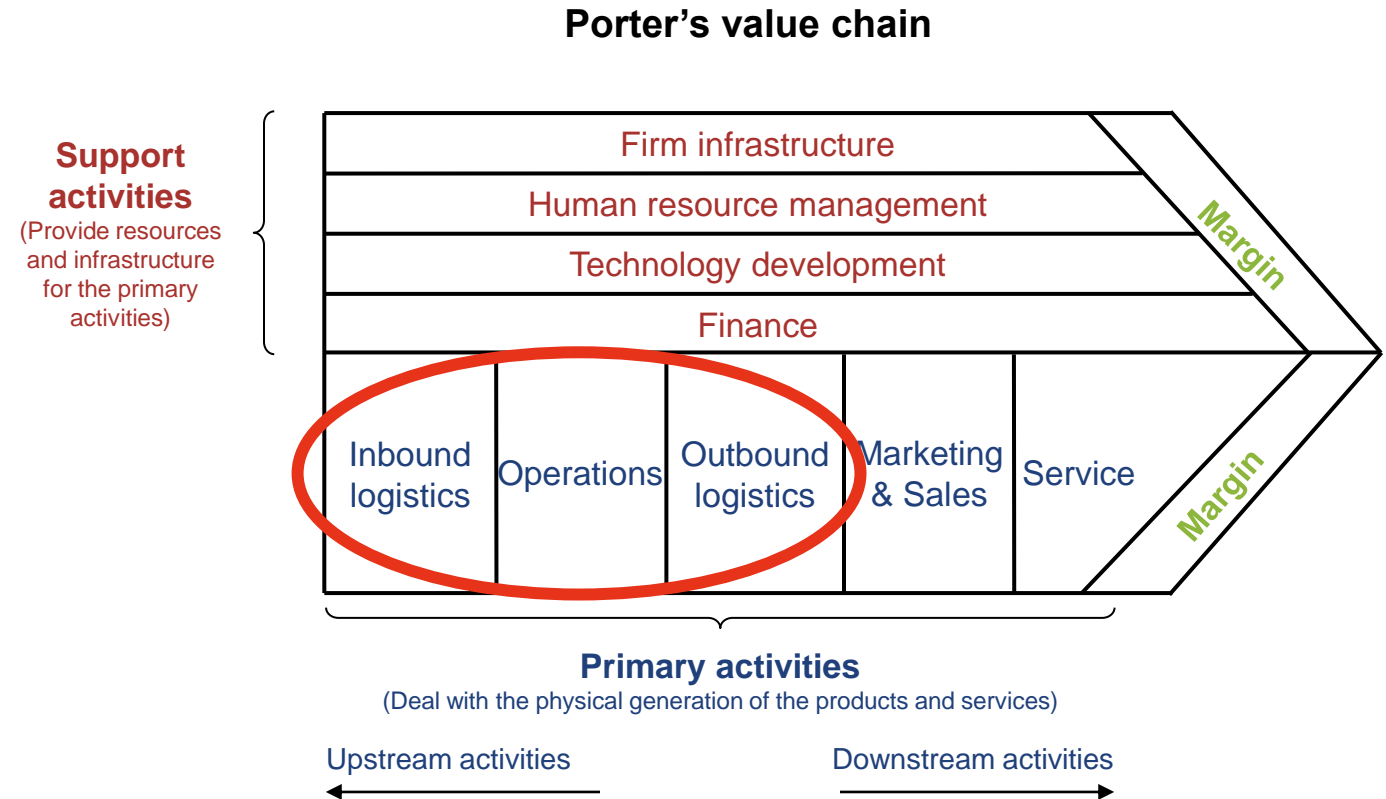 Porter’s value chain
Support
activities
(Provide resources
and infrastructure
for the primary
activities)
Firm infrastructure
Human resource management
Technology development
Finance
Margin
Inbound
logistics
Operations
Outbound
logistics
Marketing
& Sales
Service
Margin
Primary activities
(Deal with the physical generation of the products and services)
Upstream activities
Downstream activities